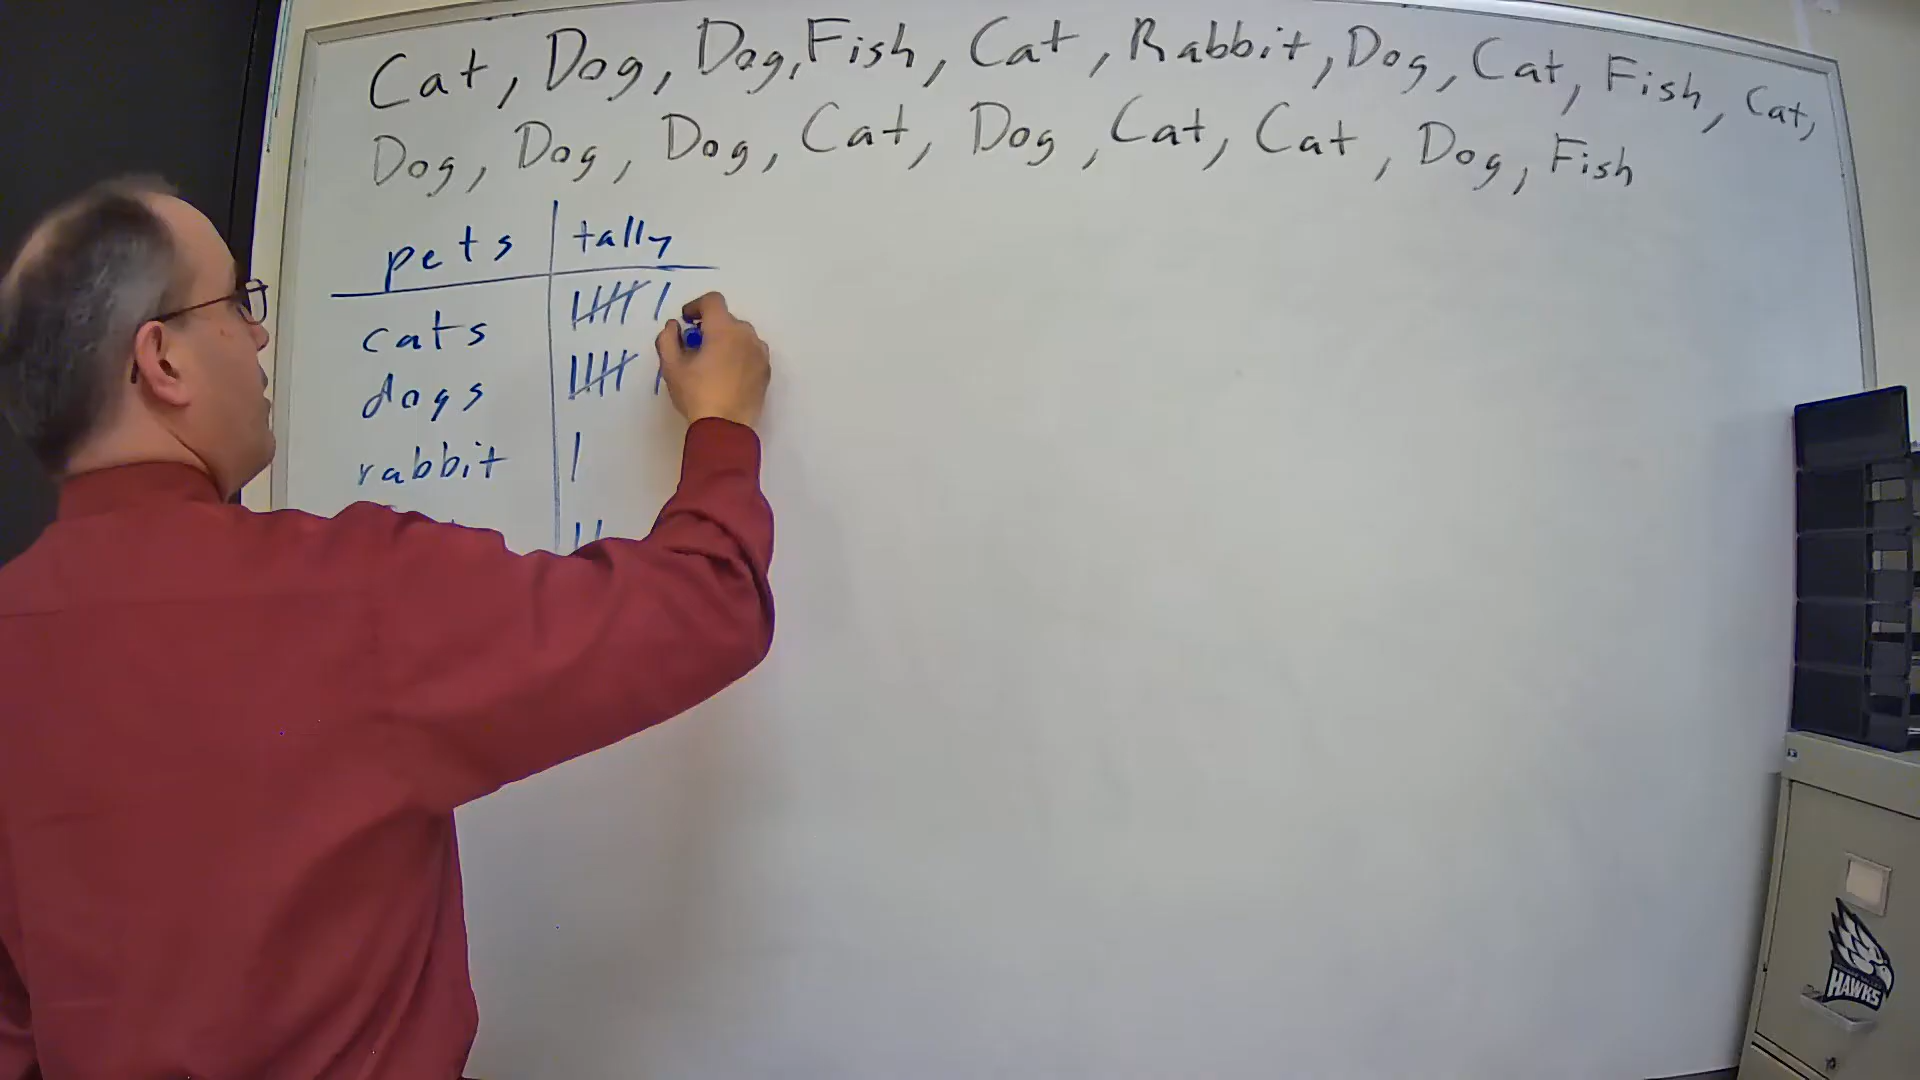 Cat, Dog, Dog, Fish, Cat, Rabbit, Dog, Cat, Fish, Cat,
Dog, Dog, Dog, Cat, Dog, Cat, Cat, Dog, Fish
pets tally
cats
dogs
rabbit
HAWKS